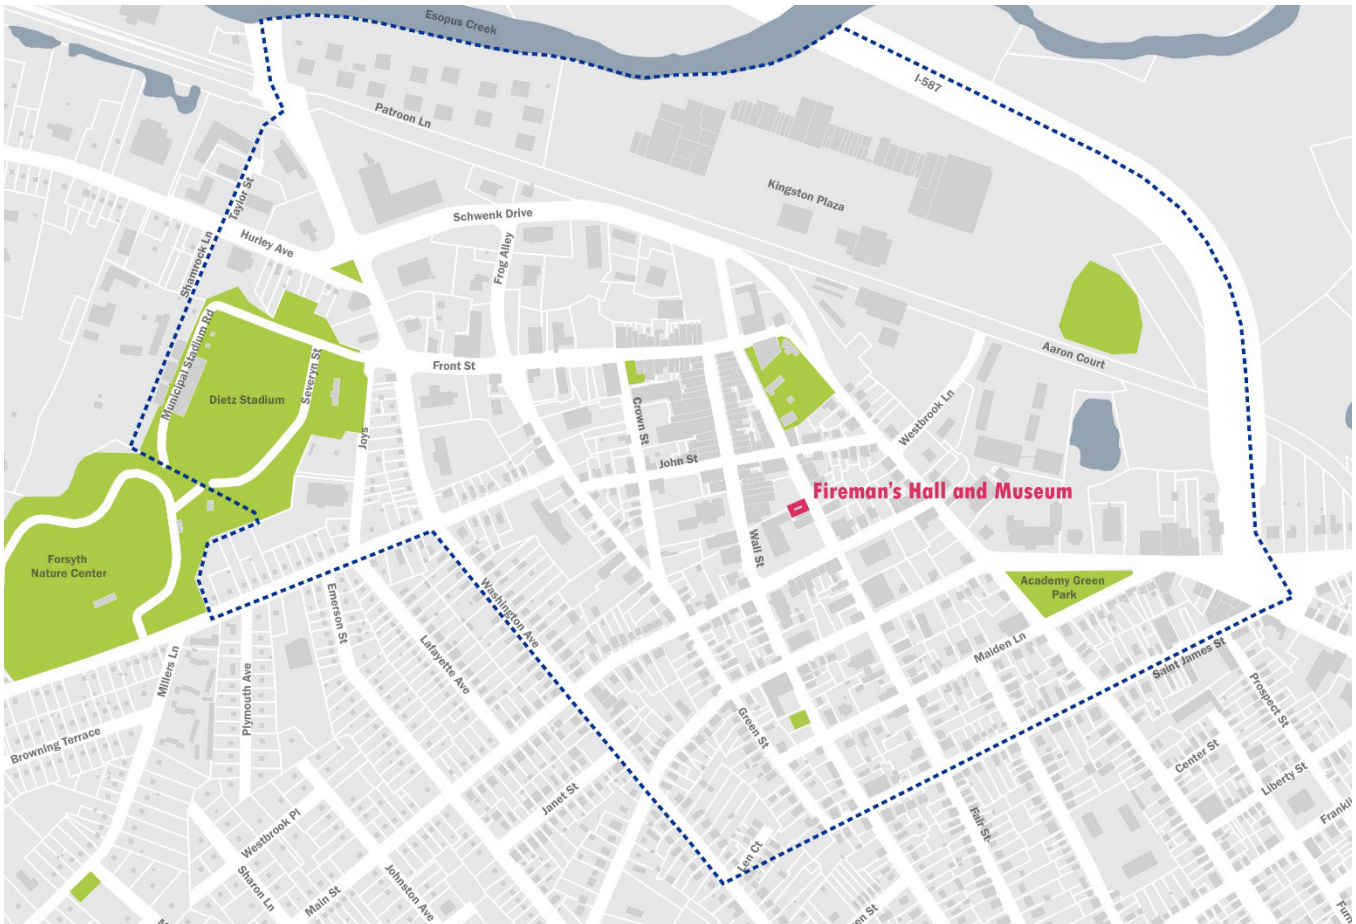 Esopus Creek
I-587
Patroon Ln
Kingston Plaza
Taylor St
Schwenk Drive
Hurley Ave
Frog Alley
Shamrock Ln
Municipal Stadium Rd
Severyn St
Front St
Aaron Court
Dietz Stadium
Crown St
Westbrook Ln
Joys
John St
Fireman's Hall and Museum
Wall St
Forsyth
Nature Center
Academy Green
Park
Emerson St
Washington Ave
Lafayette Ave
Maiden Ln
Saint James St
Millers Ln
Plymouth Ave
Prospect St
Browning Terrace
Green St
Center St
Liberty St
Janet St
Westbrook Pl
Fair St
Franklin
Len Ct
Sharon Ln
Main St
Johnston Ave
een St
Furn